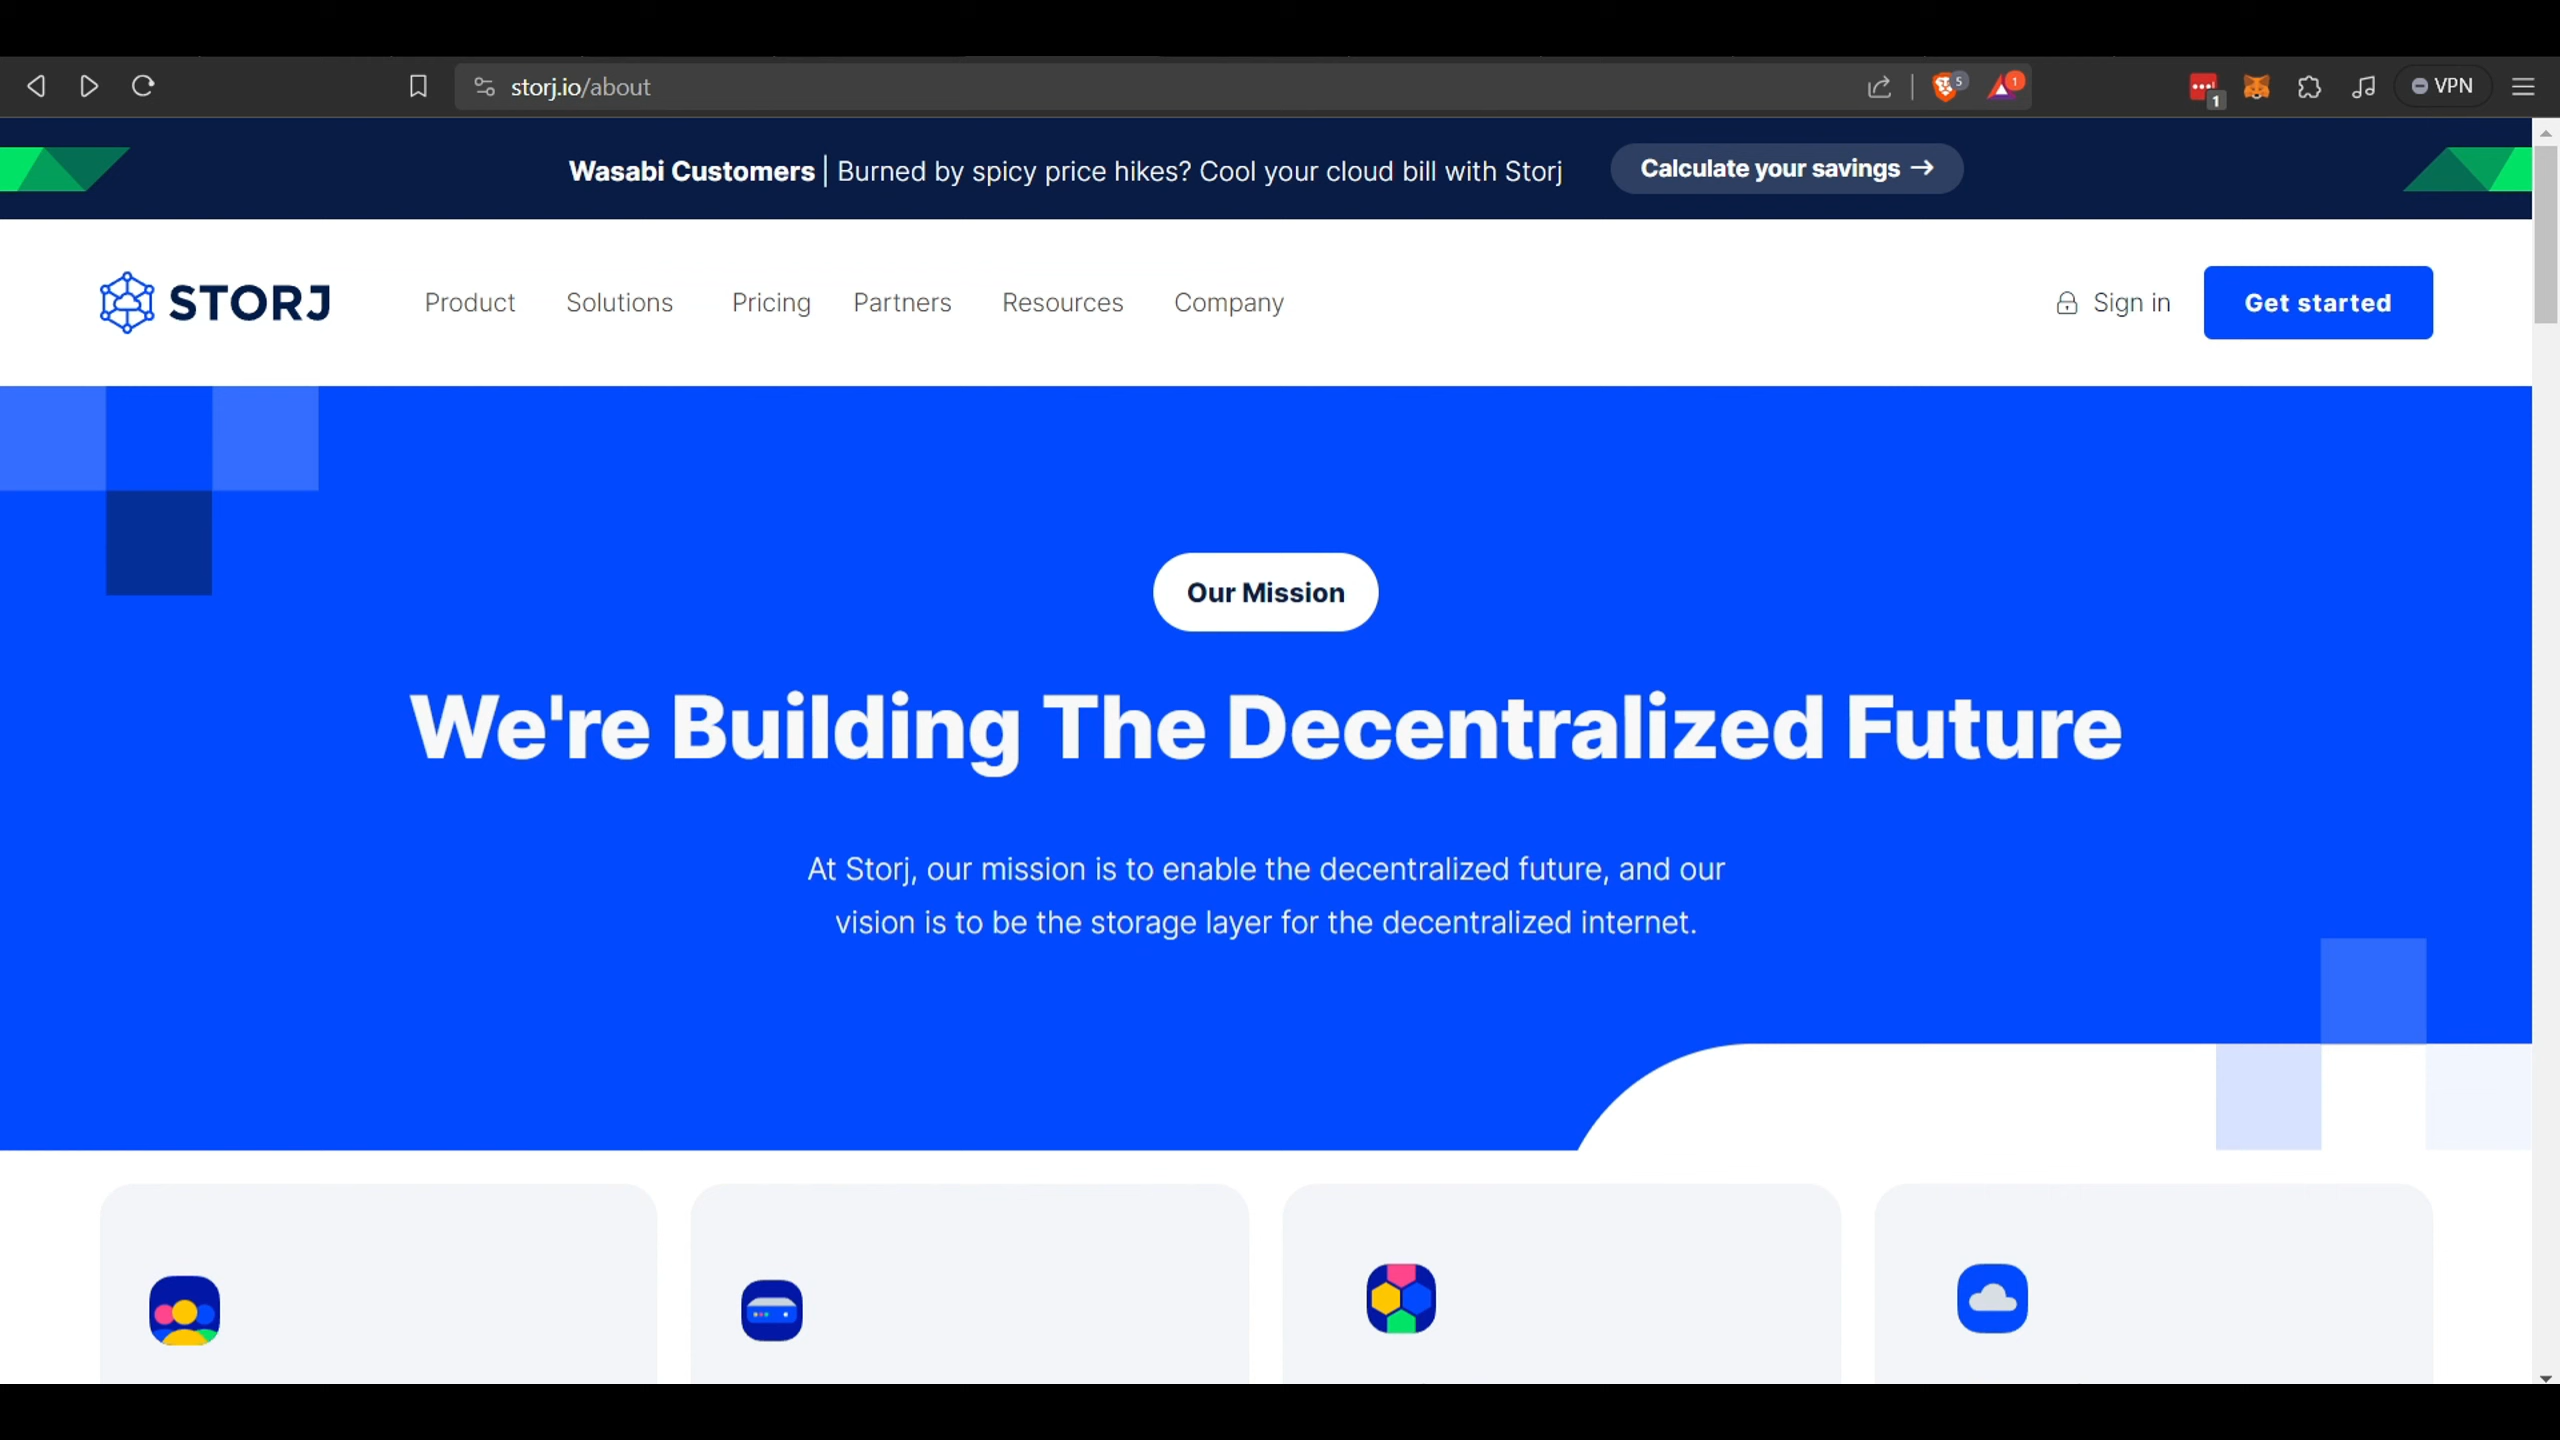 storj.io/about
5
1
1
VPN
Wasabi Customers | Burned by spicy price hikes? Cool your cloud bill with Storj
Calculate your savings →
STORJ
Product
Solutions
Pricing
Partners
Resources
Company
Sign in
Get started
Our Mission
We're Building The Decentralized Future
At Storj, our mission is to enable the decentralized future, and our
vision is to be the storage layer for the decentralized internet.